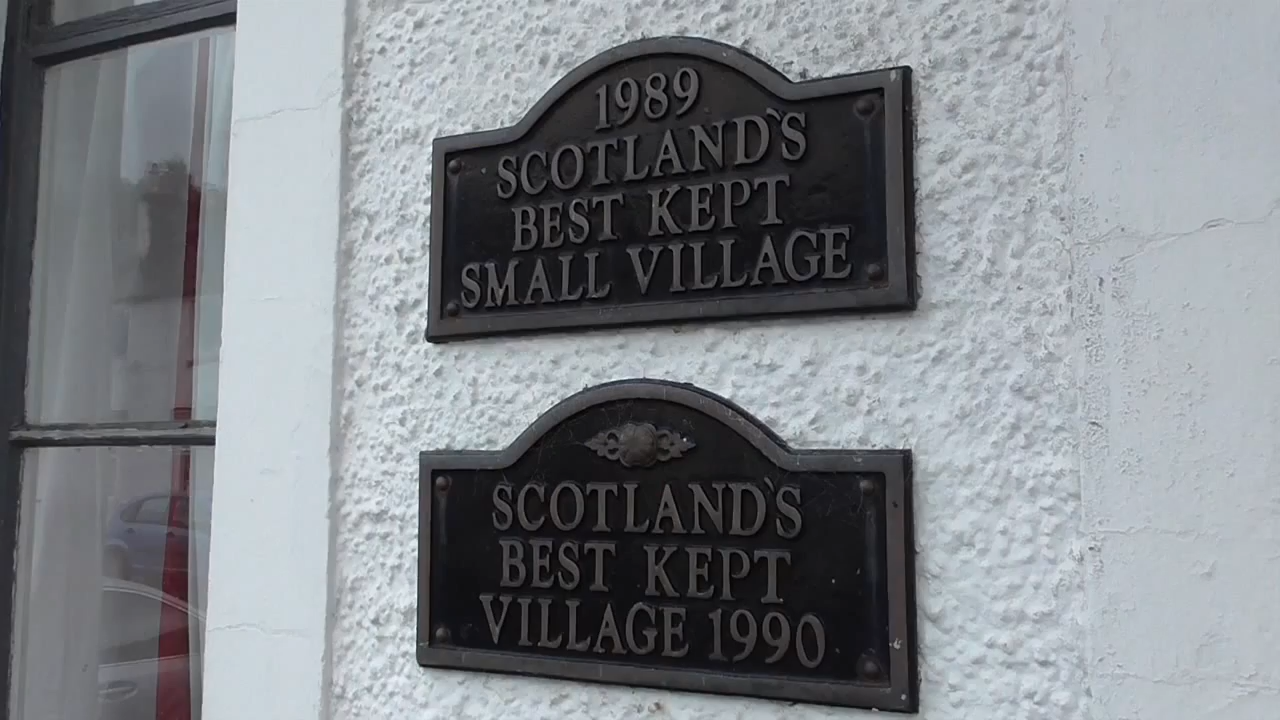 1989
SCOTLAND'S
BEST KEPT
SMALL VILLAGE
SCOTLAND'S
BEST KEPT
VILLAGE 1990